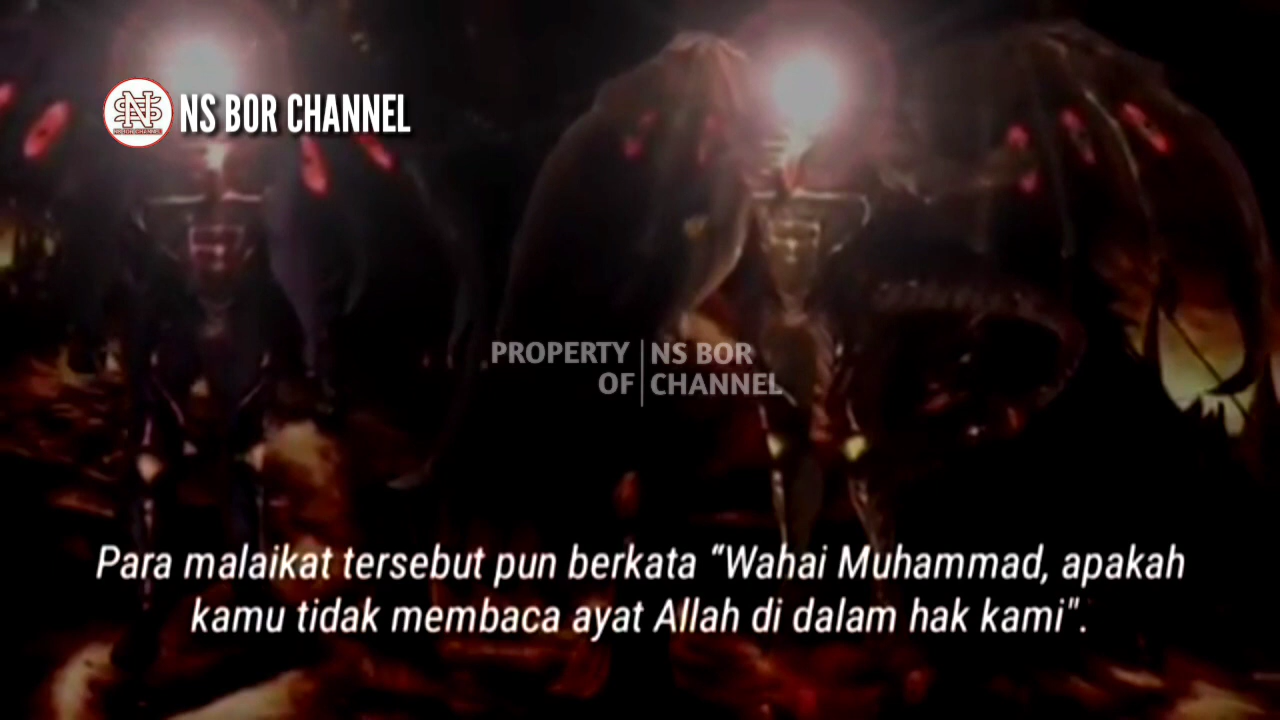 NS BOR CHANNEL
PROPERTY OF
NS BOR CHANNEL
Para malaikat tersebut pun berkata “Wahai Muhammad, apakah
kamu tidak membaca ayat Allah di dalam hak kami".